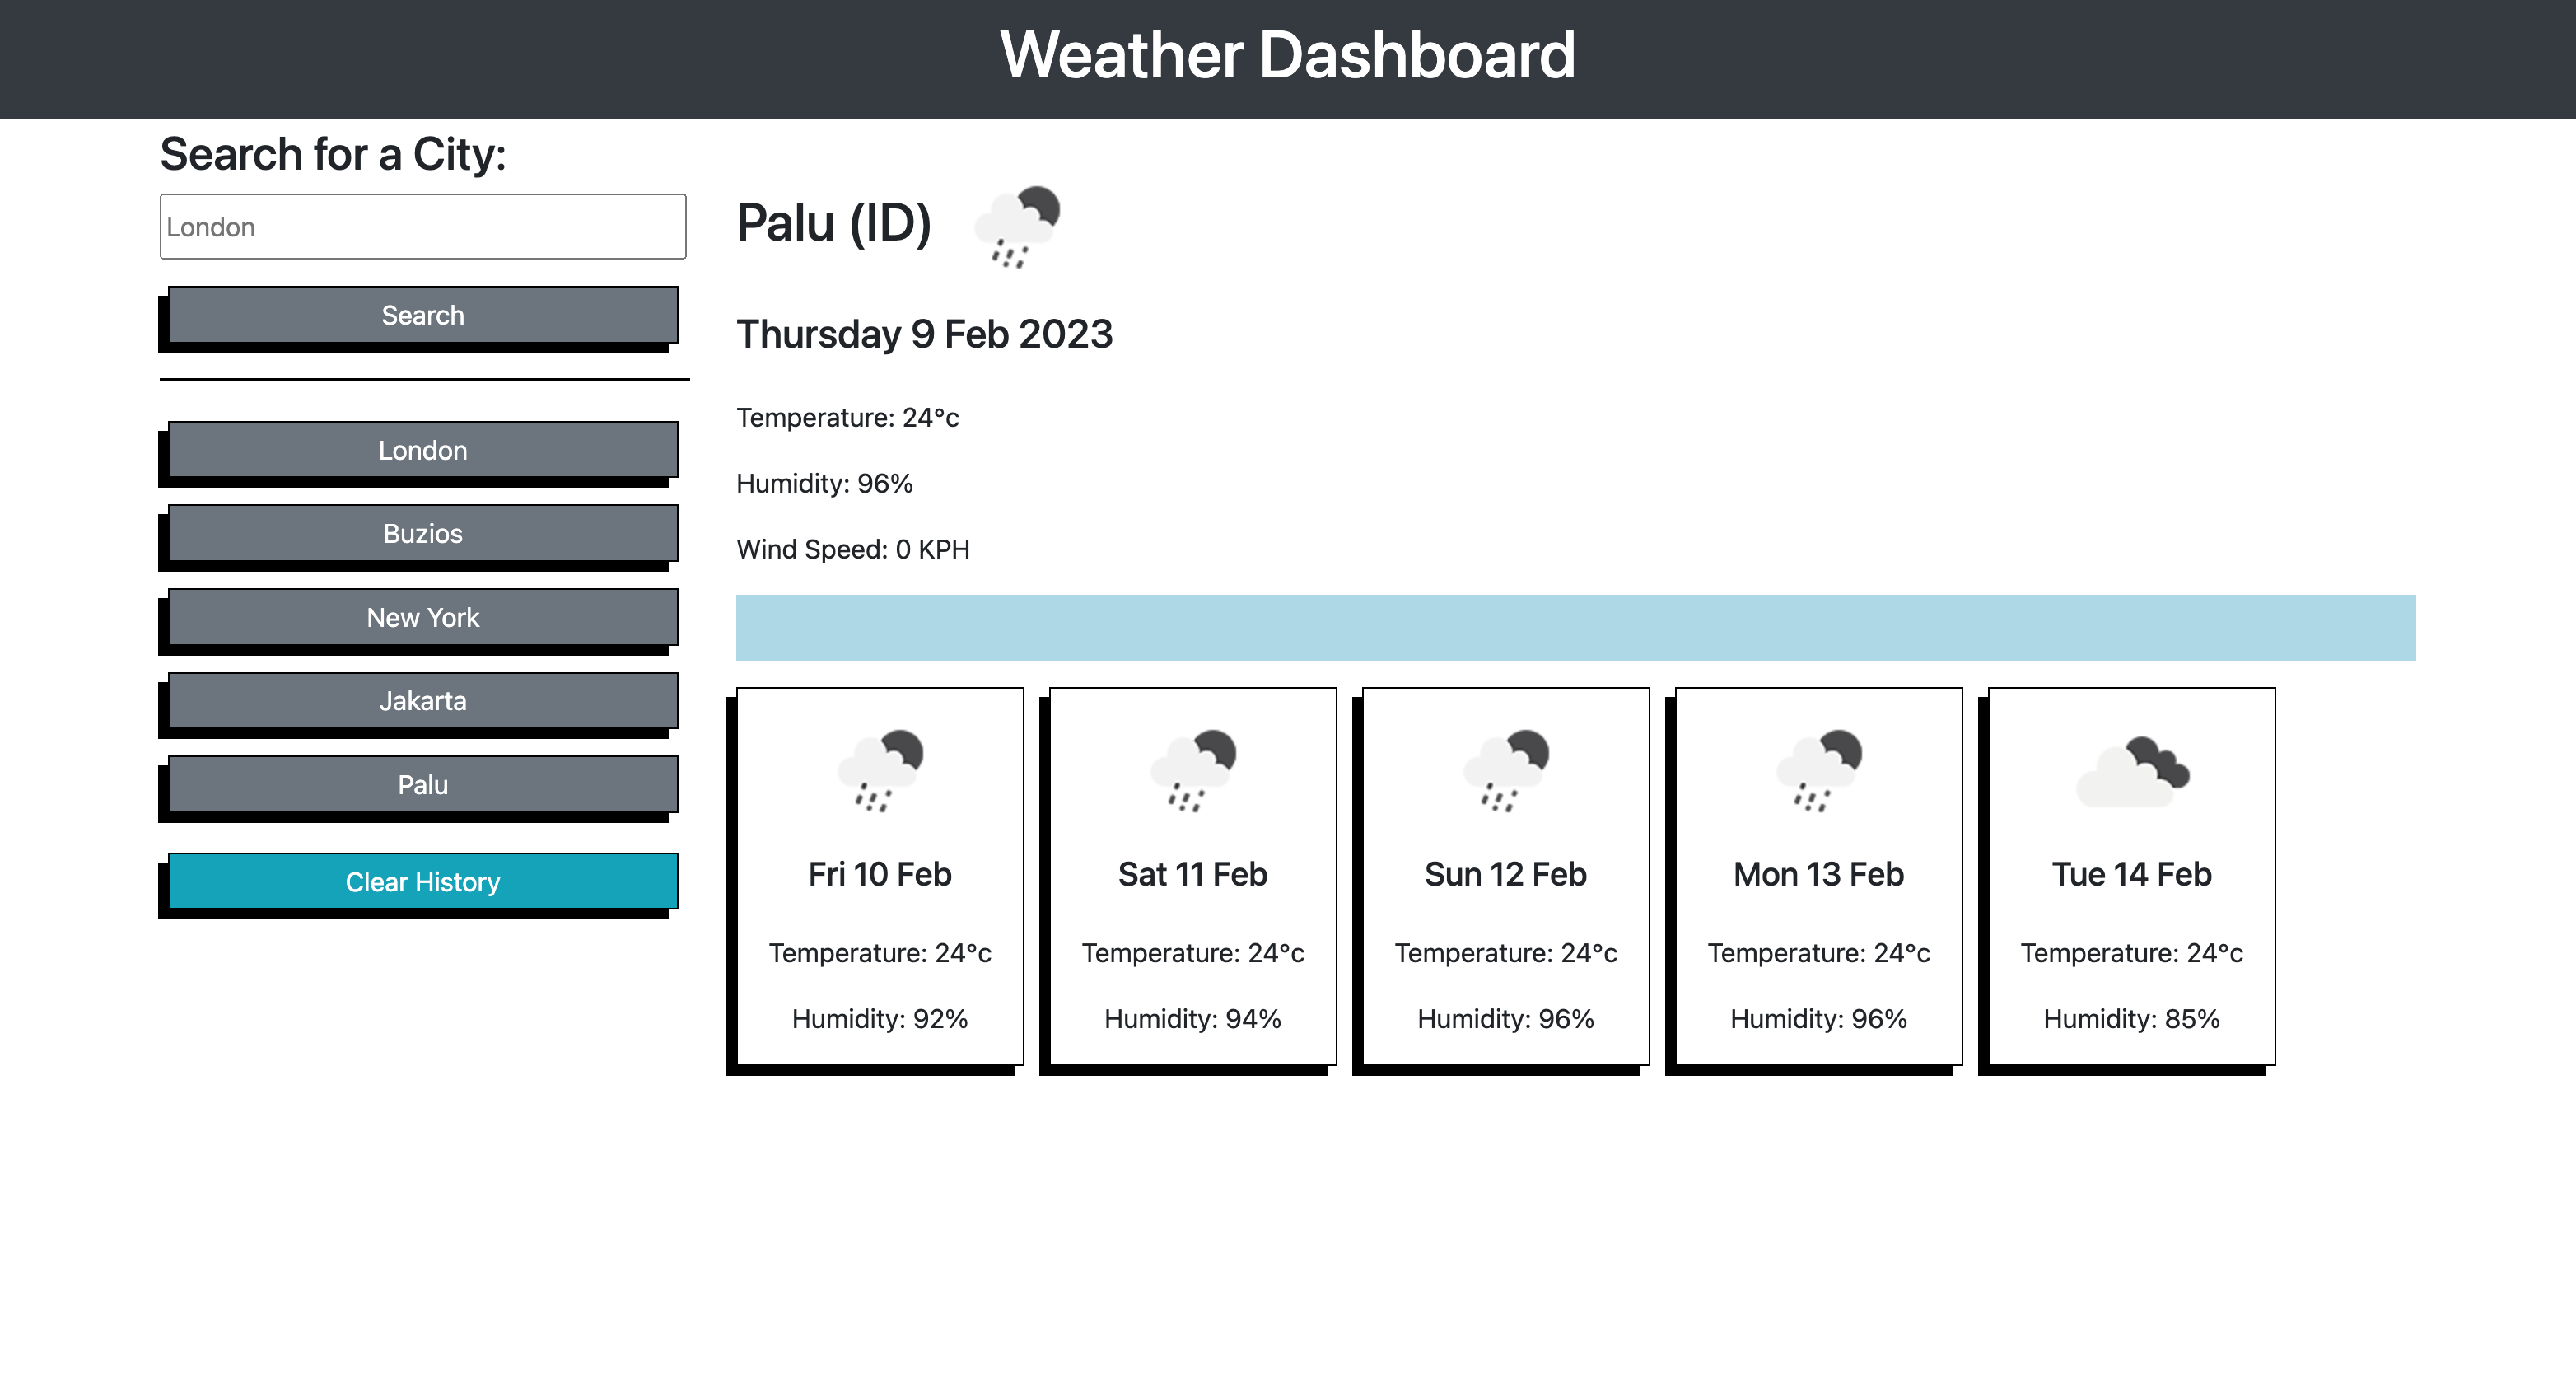 Weather Dashboard
Search for a City:
London
Search
London
Buzios
New York
Jakarta
Palu
Clear History
Palu (ID)
Thursday 9 Feb 2023
Temperature: 24°c
Humidity: 96%
Wind Speed: 0 KPH
Fri 10 Feb
Temperature: 24°c
Humidity: 92%
Sat 11 Feb
Temperature: 24°c
Humidity: 94%
Sun 12 Feb
Temperature: 24°c
Humidity: 96%
Mon 13 Feb
Temperature: 24°c
Humidity: 96%
Tue 14 Feb
Temperature: 24°c
Humidity: 85%